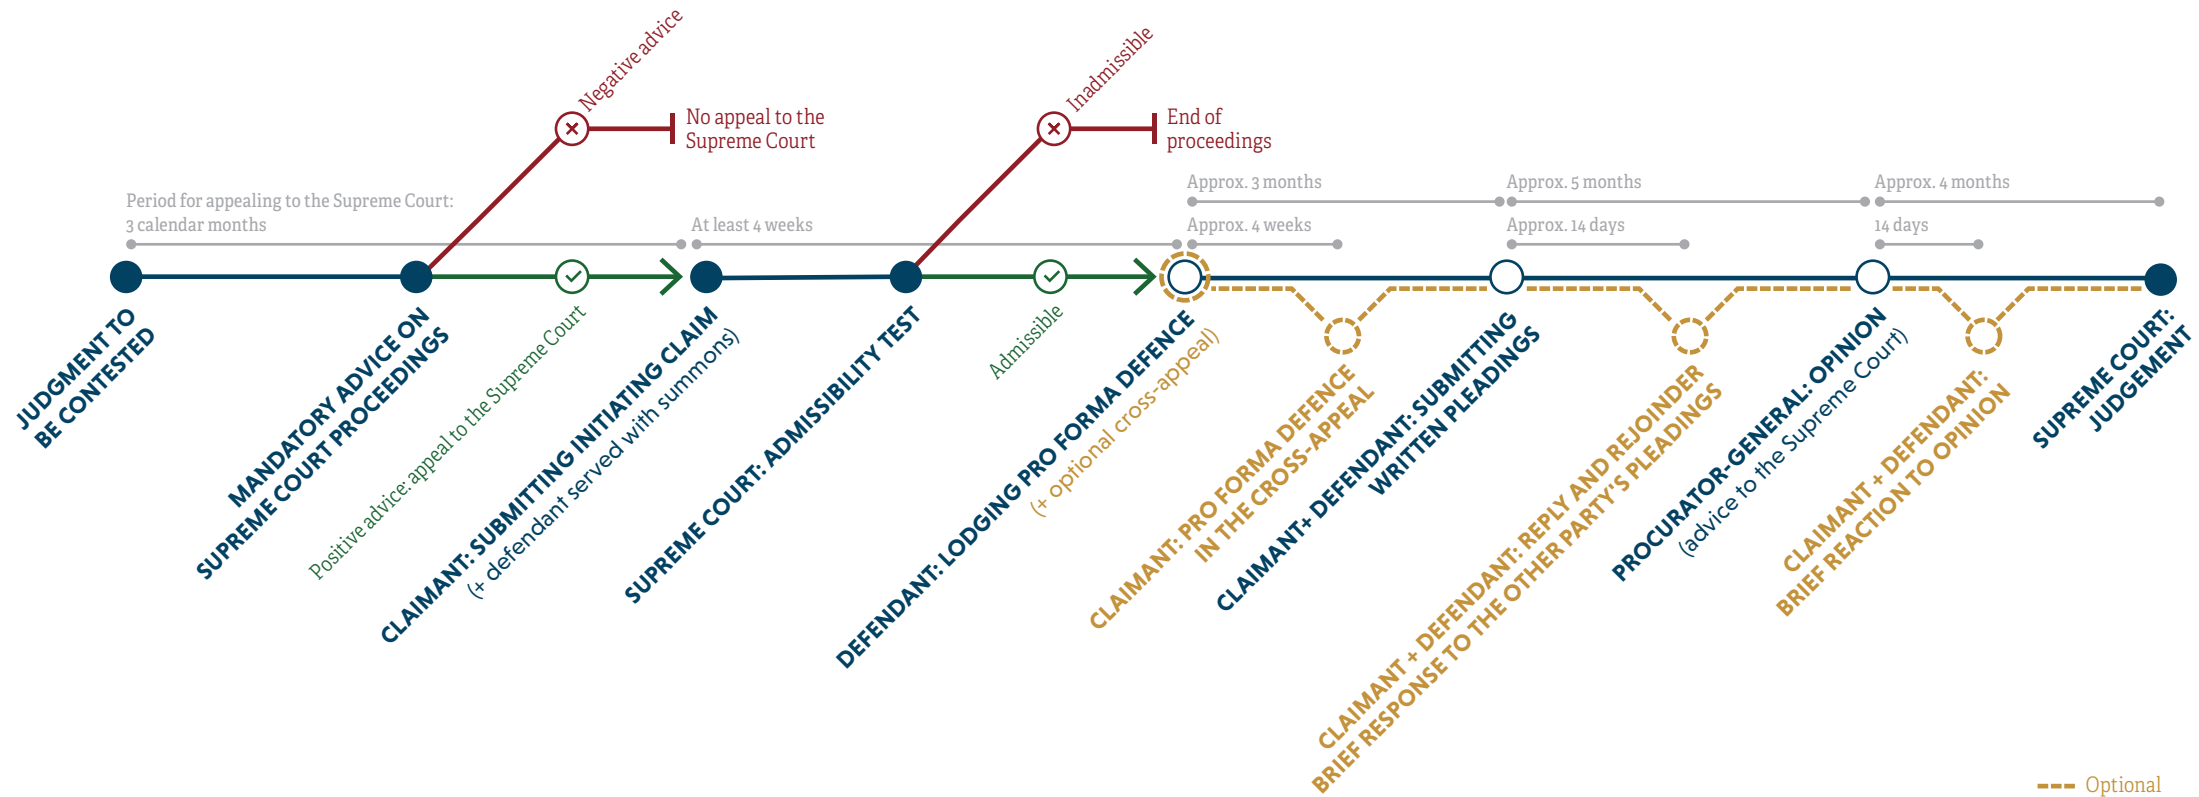 Negative advice
No appeal to the
Supreme Court
Inadmissible
End of
proceedings
Period for appealing to the Supreme Court:
3 calendar months
At least 4 weeks
Approx. 3 months
Approx. 4 weeks
Approx. 5 months
Approx. 14 days
Approx. 4 months
14 days
JUDGMENT TO
BE CONTESTED
MANDATORY ADVICE ON
SUPREME COURT PROCEEDINGS
Positive advice: appeal to the Supreme Court
CLAIMANT: SUBMITTING INITIATING CLAIM
(+ defendant served with summons)
SUPREME COURT: ADMISSIBILITY TEST
Admissible
DEFENDANT: LODGING PRO FORMA DEFENCE
(+ optional cross-appeal)
CLAIMANT: PRO FORMA DEFENCE
IN THE CROSS-APPEAL
CLAIMANT+ DEFENDANT: SUBMITTING
WRITTEN PLEADINGS
CLAIMANT + DEFENDANT: REPLY AND REJOINDER
BRIEF RESPONSE TO THE OTHER PARTY'S PLEADINGS
PROCURATOR-GENERAL: OPINION
(advice to the Supreme Court)
CLAIMANT + DEFENDANT:
BRIEF REACTION TO OPINION
SUPREME COURT:
JUDGEMENT
Optional